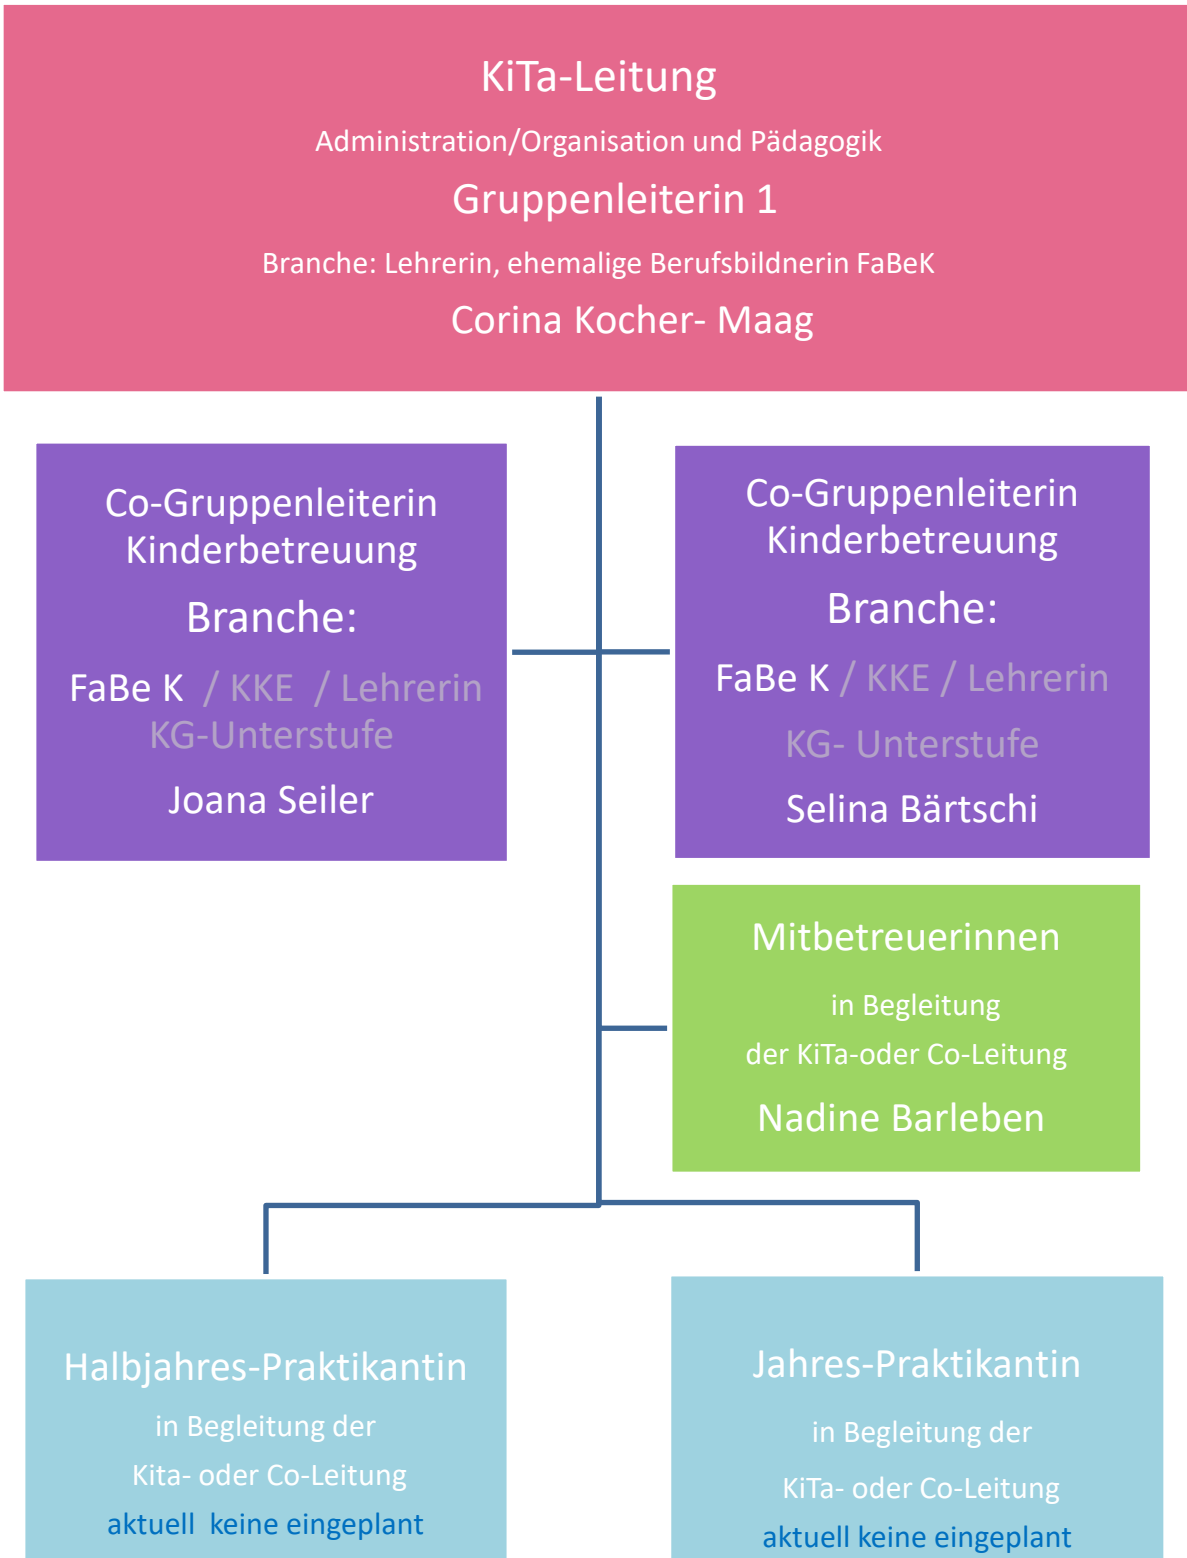 KiTa-Leitung
Administration/Organisation und Pädagogik
Gruppenleiterin 1
Branche: Lehrerin, ehemalige Berufsbildnerin FaBeK
Corina Kocher- Maag
Co-Gruppenleiterin
Kinderbetreuung
Branche:
FaBe K / KKE / Lehrerin
KG-Unterstufe
Joana Seiler
Co-Gruppenleiterin
Kinderbetreuung
Branche:
FaBe K / KKE / Lehrerin
KG- Unterstufe
Selina Bärtschi
Mitbetreuerinnen
in Begleitung
der KiTa-oder Co-Leitung
Nadine Barleben
Halbjahres-Praktikantin
in Begleitung der
Kita- oder Co-Leitung
aktuell keine eingeplant
Jahres-Praktikantin
in Begleitung der
KiTa- oder Co-Leitung
aktuell keine eingeplant